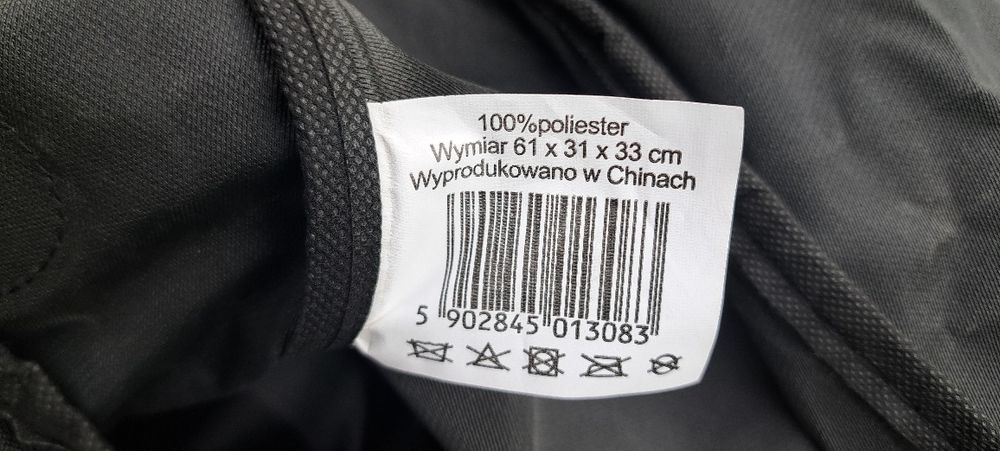 100%poliester
Wymiar 61 x 31 x 33 cm
Wyprodukowano w Chinach
5 902845 013083